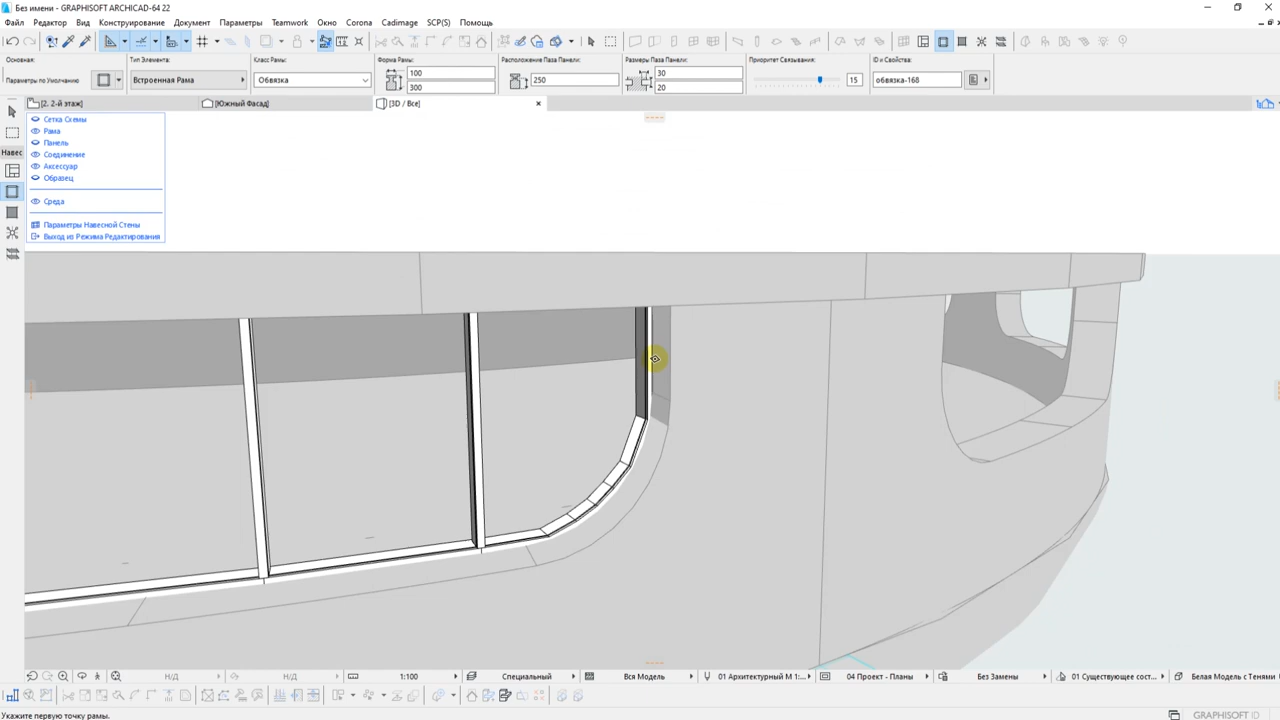 Без имени - GRAPHISOFT ARCHICAD-64 22
Файл Редактор Вид Конструирование Документ Параметры Teamwork Окно Corona Cadimage SCP(S) Помощь
Основная: Тип Элемента: Класс Рамы: Форма Рамы: Расположение Паза Панели: Размеры Паза Панели: Приоритет Связывания: ID и Свойства:
Параметры по Умолчанию Встроенная Рама Обвязка 100 250 30 15 обвязка-168
300 20
[2. 2-й этаж] [Южный Фасад] [3D / Все]
Сетка Схемы
Рама
Панель
Навес
Соединение
Аксессуар
Образец
Среда
Параметры Навесной Стены
Выход из Режима Редактирования
Н/Д Н/Д 1:100 Специальный Вся Модель 01 Архитектурный М 1:... 04 Проект - Планы Без Замены 01 Существующее сост... Белая Модель с Тенями
Укажите первую точку рамы.
GRAPHISOFT ID